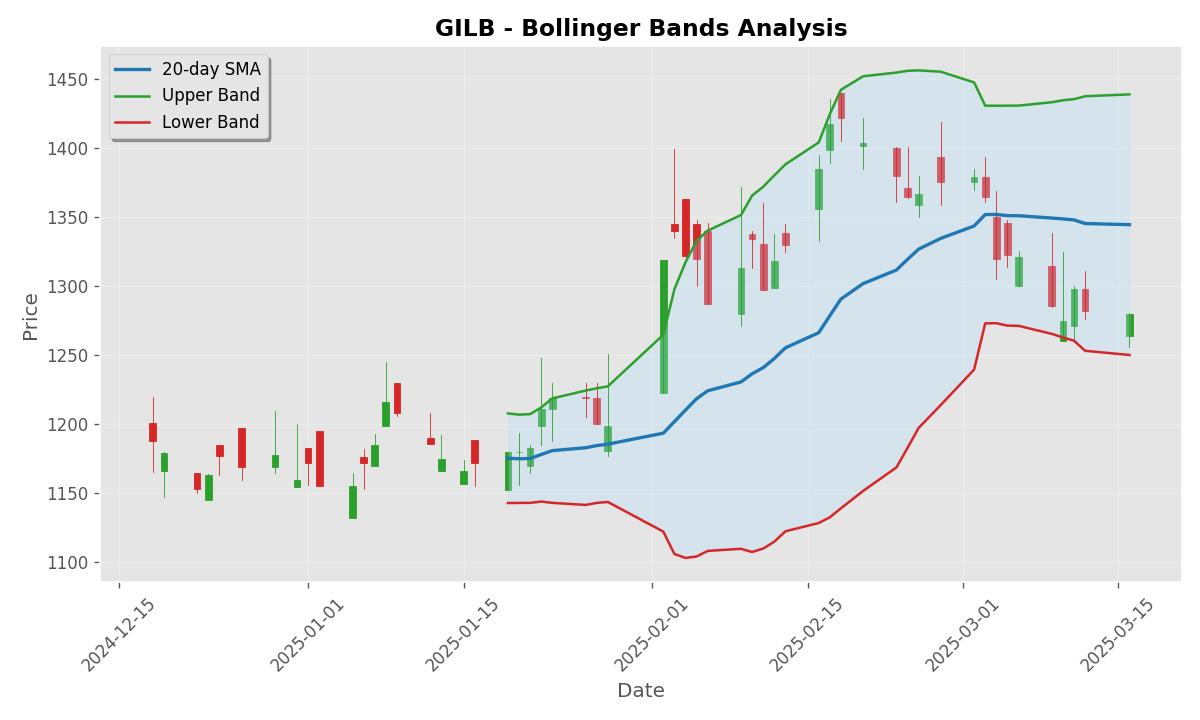 GILB - Bollinger Bands Analysis
20-day SMA
Upper Band
Lower Band
Price
1450
1400
1350
1300
1250
1200
1150
1100
2024-12-15
2025-01-01
2025-01-15
2025-02-01
2025-02-15
2025-03-01
2025-03-15
Date